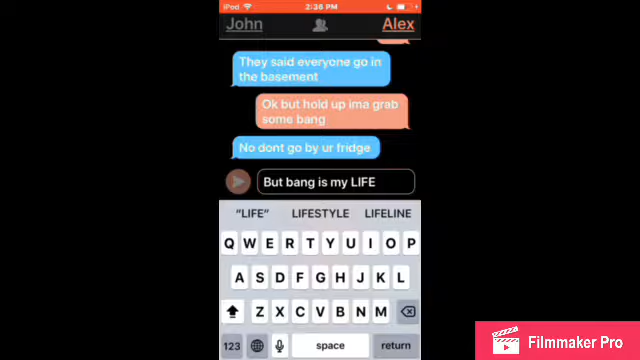 iPod 2:36 PM
John Alex
They said everyone go in
the basement
Ok but hold up ima grab
some bang
No dont go by ur fridge
But bang is my LIFE
“LIFE” LIFESTYLE LIFELINE
Q W E R T Y U I O P
A S D F G H J K L
Z X C V B N M
123 space return
Filmmaker Pro